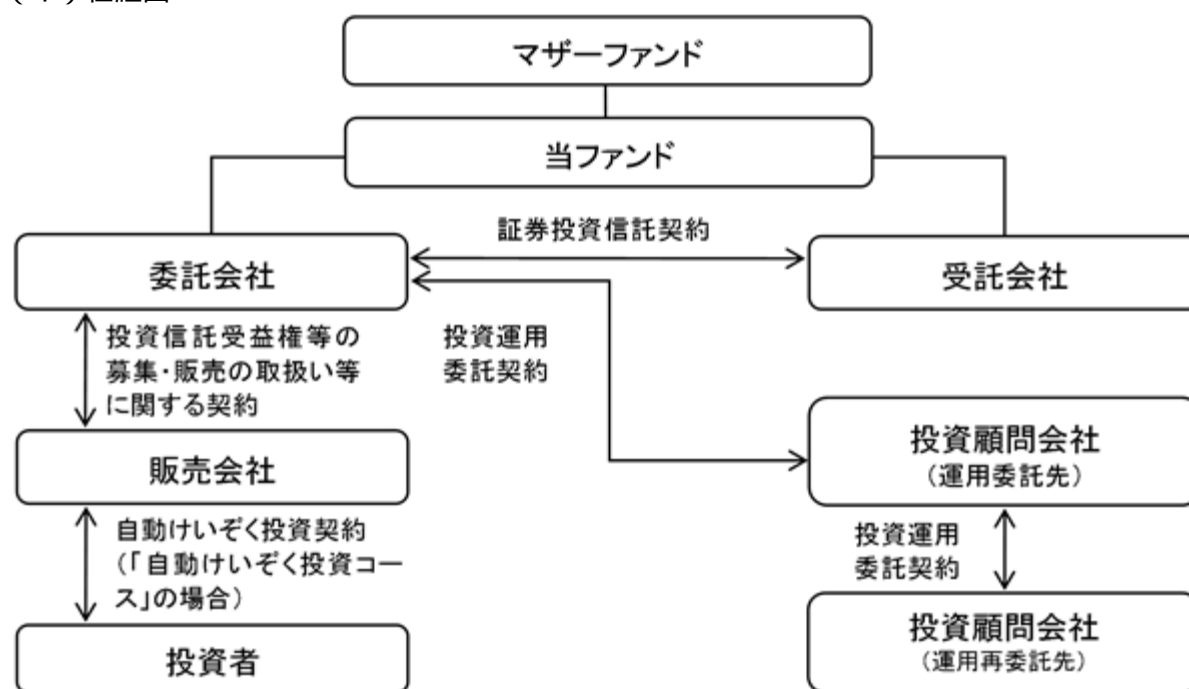 マザーファンド
当ファンド
証券投資信託契約
委託会社
受託会社
投資信託受益権等の
募集・販売の取扱い等
に関する契約
投資運用
委託契約
販売会社
投資顧問会社
(運用委託先)
自動けいぞく投資契約
(「自動けいぞく投資コー
ス」の場合)
投資運用
委託契約
投資者
投資顧問会社
(運用再委託先)